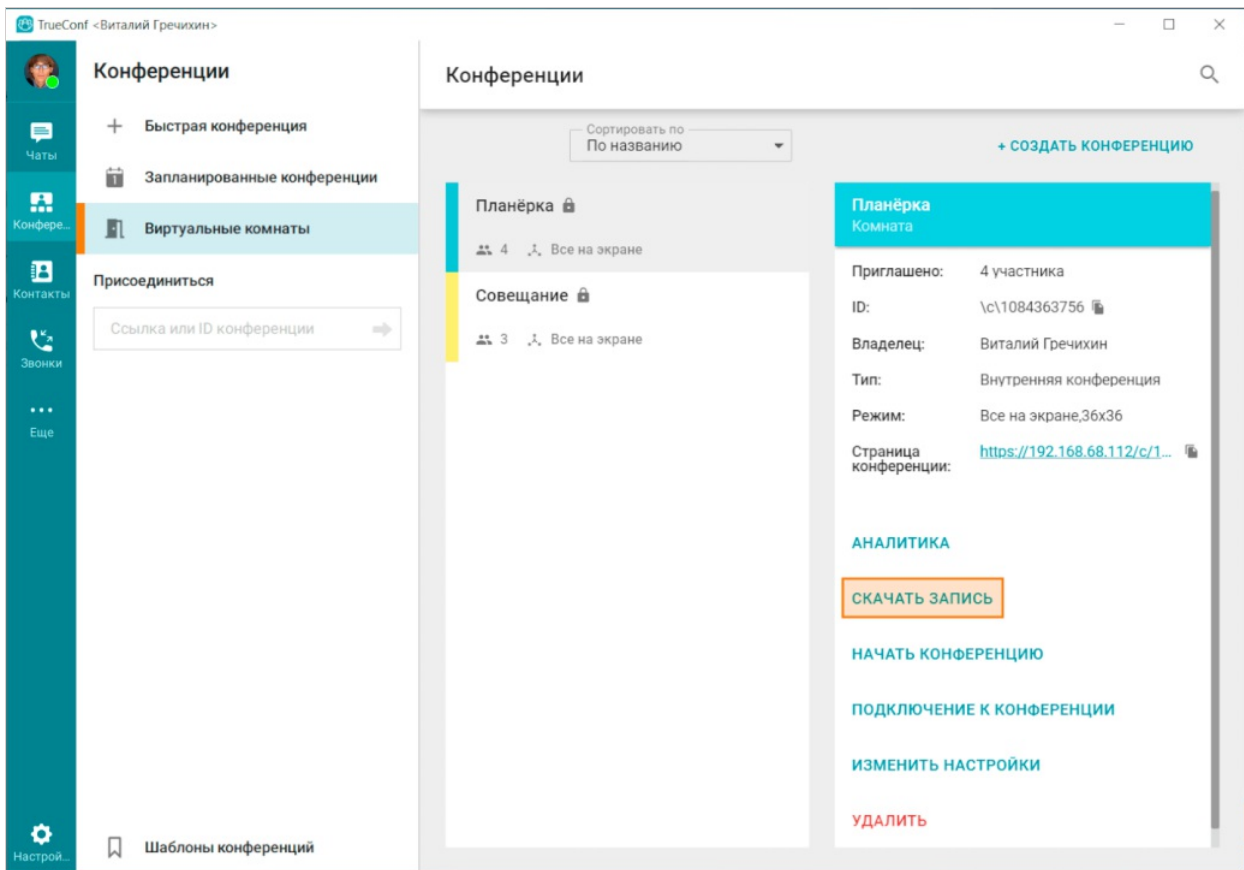 TrueConf <Виталий Гречихин>
Чаты
Конфере...
Контакты
Звонки
Еще
Настрой...
Конференции
Быстрая конференция
Запланированные конференции
Виртуальные комнаты
Присоединиться
Ссылка или ID конференции
Шаблоны конференций
Конференции
Сортировать по
По названию
+ СОЗДАТЬ КОНФЕРЕНЦИЮ
Планёрка
4 Все на экране
Совещание
3 Все на экране
Планёрка
Комната
Приглашено: 4 участника
ID: \c\1084363756
Владелец: Виталий Гречихин
Тип: Внутренняя конференция
Режим: Все на экране,36x36
Страница
конференции: https://192.168.68.112/c/1...
АНАЛИТИКА
СКАЧАТЬ ЗАПИСЬ
НАЧАТЬ КОНФЕРЕНЦИЮ
ПОДКЛЮЧЕНИЕ К КОНФЕРЕНЦИИ
ИЗМЕНИТЬ НАСТРОЙКИ
УДАЛИТЬ